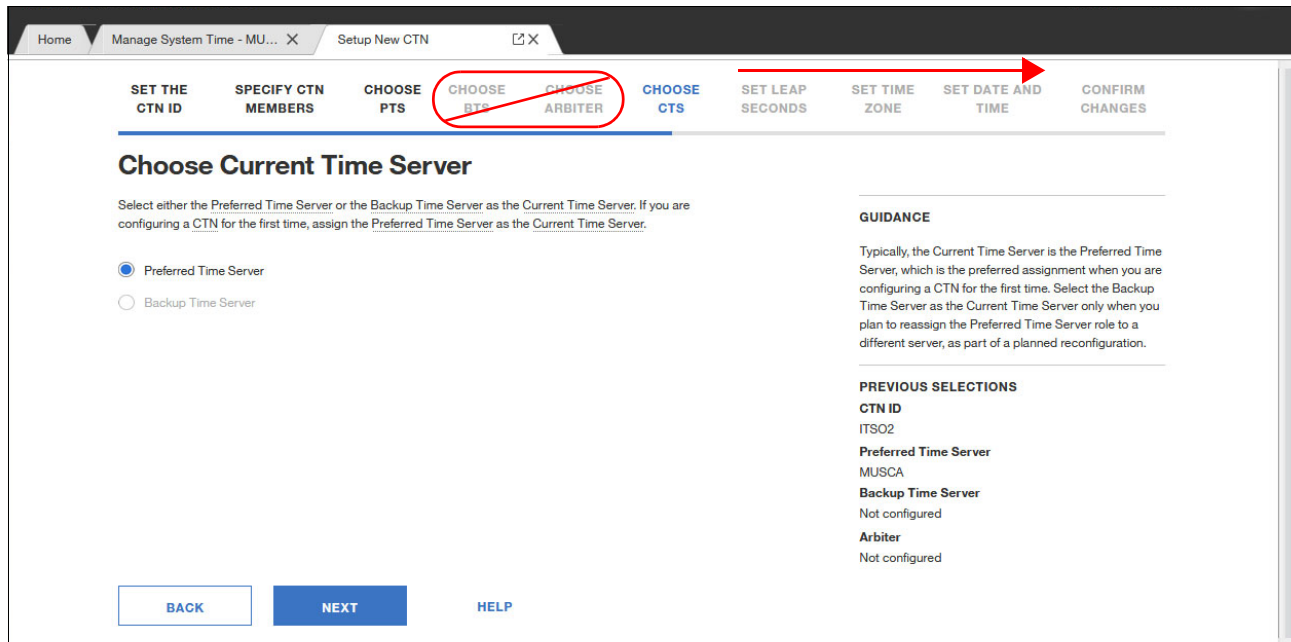 Home
Manage System Time - MU...
Setup New CTN
SET THE
CTN ID
SPECIFY CTN
MEMBERS
CHOOSE
PTS
CHOOSE
BTS
CHOOSE
ARBITER
CHOOSE
CTS
SET LEAP
SECONDS
SET TIME
ZONE
SET DATE AND
TIME
CONFIRM
CHANGES
Choose Current Time Server
Select either the Preferred Time Server or the Backup Time Server as the Current Time Server. If you are
configuring a CTN for the first time, assign the Preferred Time Server as the Current Time Server.
Preferred Time Server
Backup Time Server
GUIDANCE
Typically, the Current Time Server is the Preferred Time
Server, which is the preferred assignment when you are
configuring a CTN for the first time. Select the Backup
Time Server as the Current Time Server only when you
plan to reassign the Preferred Time Server role to a
different server, as part of a planned reconfiguration.
PREVIOUS SELECTIONS
CTN ID
ITSO2
Preferred Time Server
MUSCA
Backup Time Server
Not configured
Arbiter
Not configured
BACK
NEXT
HELP